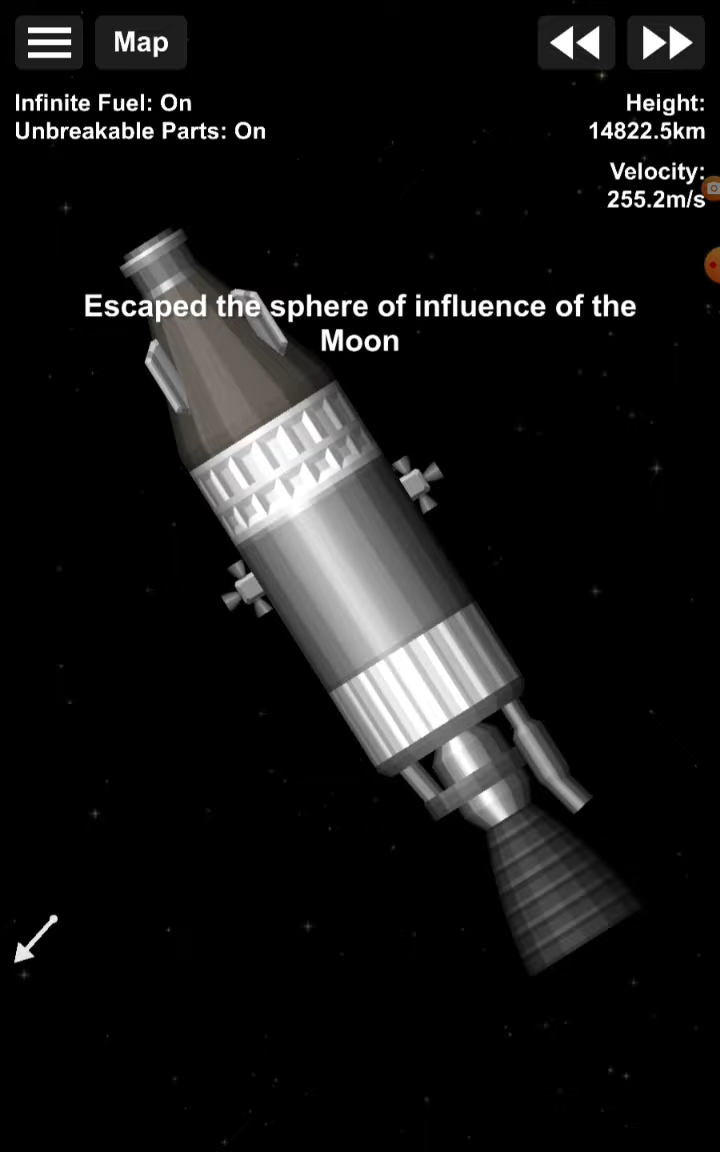 Map
Infinite Fuel: On
Unbreakable Parts: On
Height:
14822.5km
Velocity:
255.2m/s
Escaped the sphere of influence of the
Moon